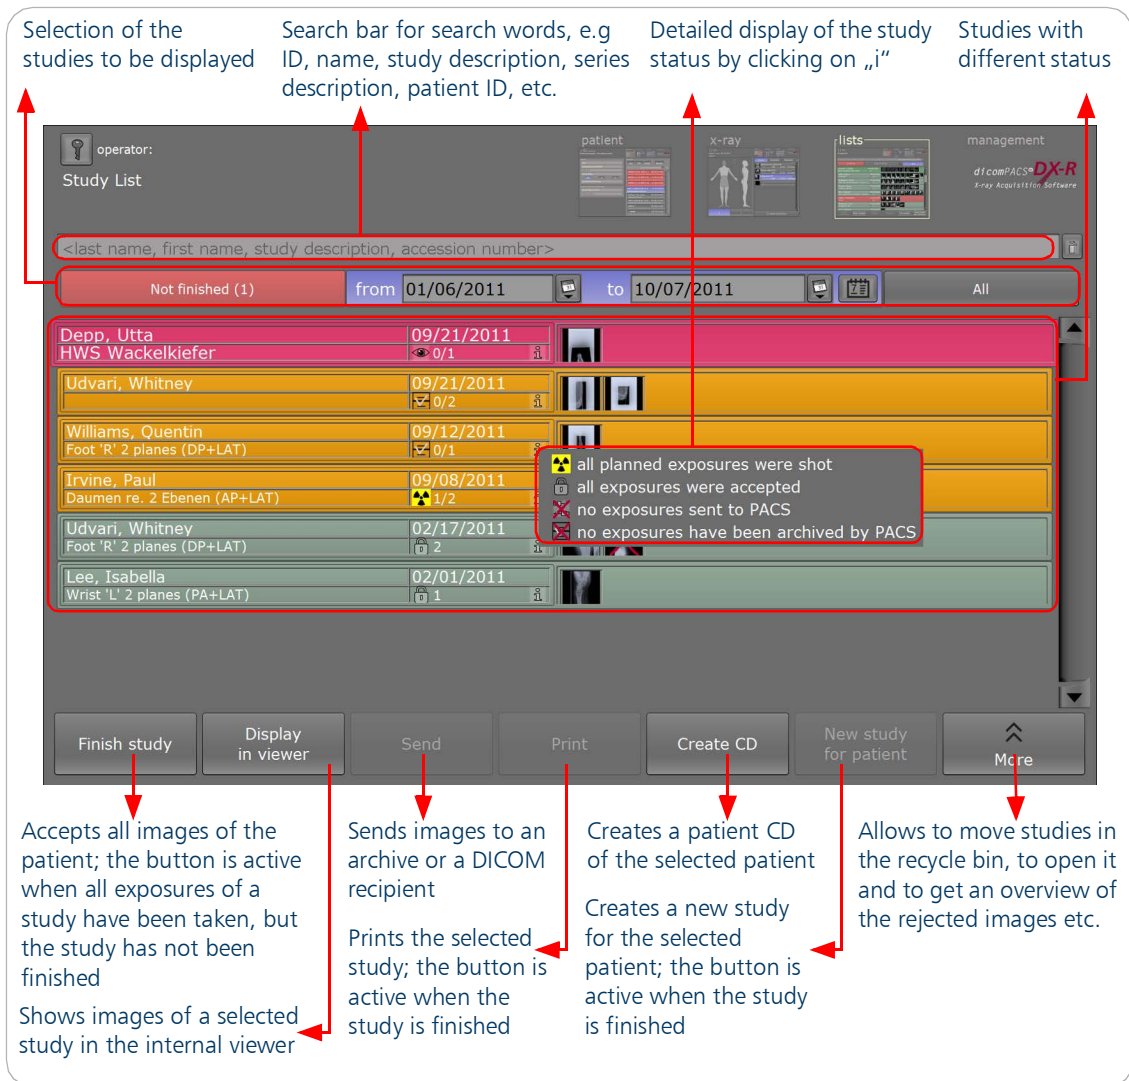 Selection of the
studies to be displayed
Search bar for search words, e.g
ID, name, study description, series
description, patient ID, etc.
Detailed display of the study
status by clicking on „i“
Studies with
different status
operator:
Study List
patient
x-ray
lists
management
dicomPACS®DX-R
X-ray Acquisition Software
<last name, first name, study description, accession number>
Not finished (1)
from 01/06/2011
to 10/07/2011
All
Depp, Utta
09/21/2011
HWS Wackelkiefer
0/1
i
Udvari, Whitney
09/21/2011
0/2
i
Williams, Quentin
09/12/2011
Foot 'R' 2 planes (DP+LAT)
0/1
i
Irvine, Paul
09/08/2011
Daumen re. 2 Ebenen (AP+LAT)
1/2
i
Udvari, Whitney
02/17/2011
Foot 'R' 2 planes (DP+LAT)
2
i
Lee, Isabella
02/01/2011
Wrist 'L' 2 planes (PA+LAT)
1
i
all planned exposures were shot
all exposures were accepted
no exposures sent to PACS
no exposures have been archived by PACS
Finish study
Display
in viewer
Send
Print
Create CD
New study
for patient
More
Accepts all images of the
patient; the button is active
when all exposures of a
study have been taken, but
the study has not been
finished
Shows images of a selected
study in the internal viewer
Sends images to an
archive or a DICOM
recipient
Prints the selected
study; the button is
active when the
study is finished
Creates a patient CD
of the selected patient
Creates a new study
for the selected
patient; the button is
active when the study
is finished
Allows to move studies in
the recycle bin, to open it
and to get an overview of
the rejected images etc.